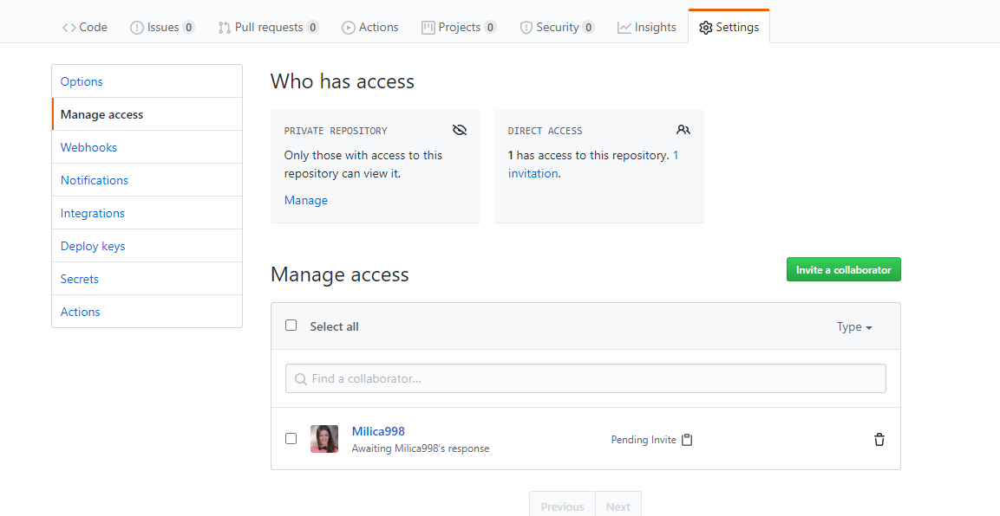 Code Issues 0 Pull requests 0 Actions Projects 0 Security 0 Insights Settings
Options
Manage access
Webhooks
Notifications
Integrations
Deploy keys
Secrets
Actions
Who has access
PRIVATE REPOSITORY
Only those with access to this
repository can view it.
Manage
DIRECT ACCESS
1 has access to this repository. 1
invitation.
Manage access
Invite a collaborator
Select all
Type
Find a collaborator...
Milica998
Awaiting Milica998's response
Pending Invite
Previous Next